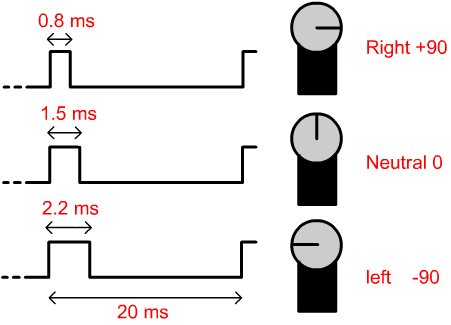 0.8 ms
Right +90
1.5 ms
Neutral 0
2.2 ms
left -90
20 ms